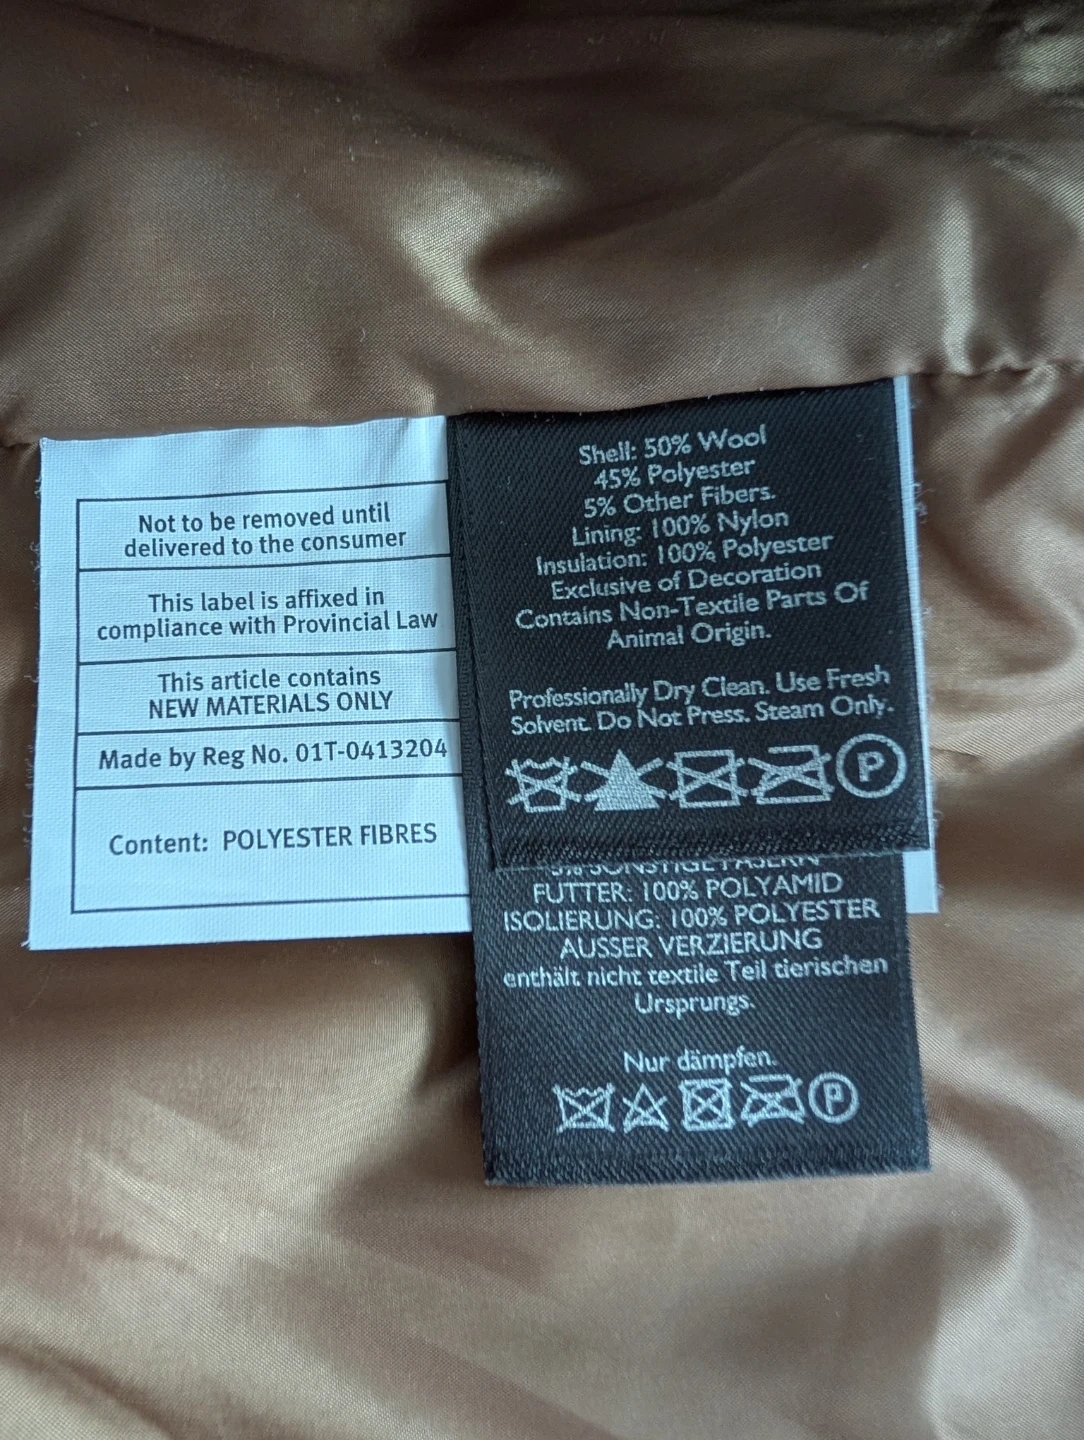 Not to be removed until
delivered to the consumer
This label is affixed in
compliance with Provincial Law
This article contains
NEW MATERIALS ONLY
Made by Reg No. 01T-0413204
Content: POLYESTER FIBRES
Shell: 50% Wool
45% Polyester
5% Other Fibers.
Lining: 100% Nylon
Insulation: 100% Polyester
Exclusive of Decoration
Contains Non-Textile Parts Of
Animal Origin.
Professionally Dry Clean. Use Fresh
Solvent. Do Not Press. Steam Only.
P
5% SONSTIGE FASERN
FUTTER: 100% POLYAMID
ISOLIERUNG: 100% POLYESTER
AUSSER VERZIERUNG
enthält nicht textile Teil tierischen
Ursprungs.
Nur dämpfen.
P